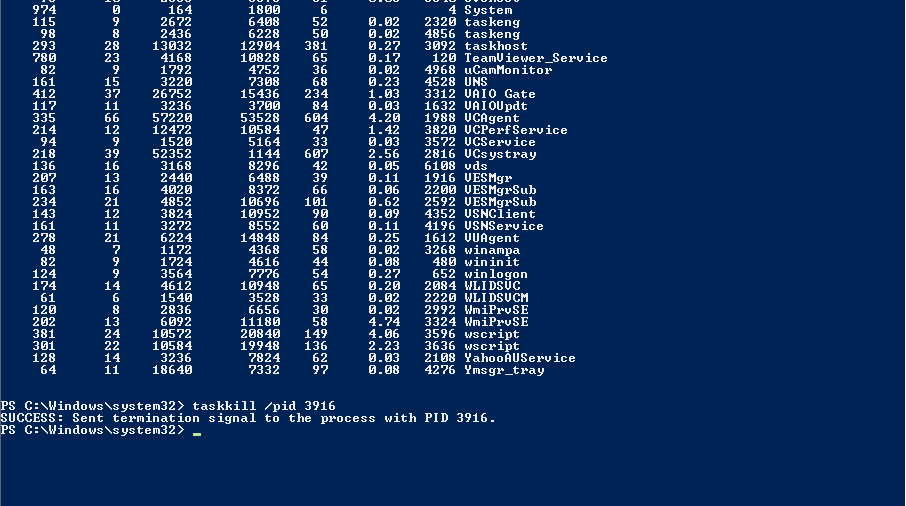 974 0 164 1800 6 4 System
115 9 2672 6408 52 0.02 2320 taskeng
98 8 2436 6228 50 0.02 4856 taskeng
293 28 13032 12904 381 0.27 3092 taskhost
780 23 4168 10828 65 0.17 120 TeamViewer_Service
82 9 1792 4752 36 0.02 4968 uCamMonitor
161 15 3220 7308 68 0.23 4528 UNS
412 37 26752 15436 234 1.03 3312 VAIO Gate
117 11 3236 3700 84 0.03 1632 VAIOUpdt
335 66 57220 53528 604 4.20 1988 VCAgent
214 12 12472 10584 47 1.42 3820 VCPerfService
94 9 1520 5164 33 0.03 3572 VCService
218 39 52352 1144 607 2.56 2816 VCsystray
136 16 3168 8296 42 0.05 6108 vds
207 13 2440 6488 39 0.11 1916 VESMgr
163 16 4020 8372 66 0.06 2200 VESMgrSub
234 21 4852 10696 101 0.62 2592 VESMgrSub
143 12 3824 10952 90 0.09 4352 VSNClient
161 11 3272 8552 60 0.11 4196 VSNService
278 21 6224 14848 84 0.25 1612 VUAgent
48 7 1172 4368 58 0.02 3268 winampa
82 9 1724 4616 44 0.08 480 wininit
124 9 3564 7776 54 0.27 652 winlogon
174 14 4612 10948 65 0.20 2084 WLIDSVC
61 6 1540 3528 33 0.02 2220 WLIDSVCM
120 8 2836 6656 30 0.02 2992 WmiPrvSE
202 13 6092 11180 58 4.74 3324 WmiPrvSE
381 24 10572 20840 149 4.06 3596 wscript
301 22 10584 19948 136 2.23 3636 wscript
128 14 3236 7824 62 0.03 2108 YahooAUService
64 11 18640 7332 97 0.08 4276 Ymsgr_tray
PS C:\Windows\system32> taskkill /pid 3916
SUCCESS: Sent termination signal to the process with PID 3916.
PS C:\Windows\system32> _